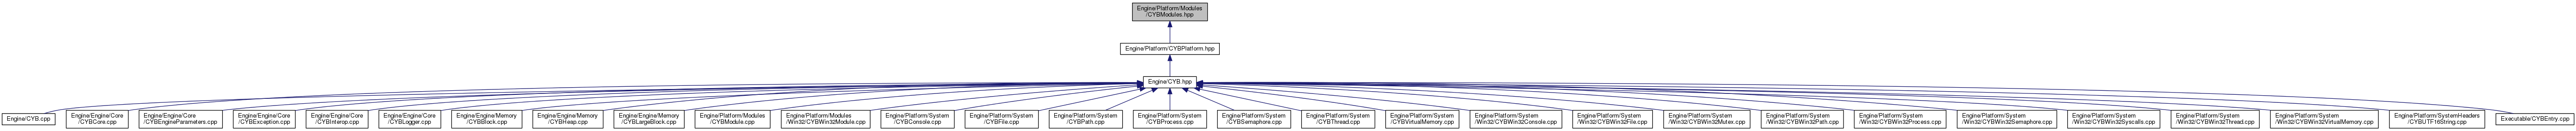 Engine/Platform/Modules
/CYBModules.hpp
Engine/Platform/CYBPlatform.hpp
Engine/CYB.hpp
Engine/CYB.cpp
Engine/Engine/Core
/CYBCore.cpp
Engine/Engine/Core
/CYBEngineParameters.cpp
Engine/Engine/Core
/CYBException.cpp
Engine/Engine/Core
/CYBInterop.cpp
Engine/Engine/Core
/CYBLogger.cpp
Engine/Engine/Memory
/CYBBlock.cpp
Engine/Engine/Memory
/CYBHeap.cpp
Engine/Engine/Memory
/CYBLargeBlock.cpp
Engine/Platform/Modules
/CYBModule.cpp
Engine/Platform/Modules
/Win32/CYBWin32Module.cpp
Engine/Platform/System
/CYBConsole.cpp
Engine/Platform/System
/CYBFile.cpp
Engine/Platform/System
/CYBPath.cpp
Engine/Platform/System
/CYBProcess.cpp
Engine/Platform/System
/CYBSemaphore.cpp
Engine/Platform/System
/CYBThread.cpp
Engine/Platform/System
/CYBVirtualMemory.cpp
Engine/Platform/System
/Win32/CYBWin32Console.cpp
Engine/Platform/System
/Win32/CYBWin32File.cpp
Engine/Platform/System
/Win32/CYBWin32Mutex.cpp
Engine/Platform/System
/Win32/CYBWin32Path.cpp
Engine/Platform/System
/Win32/CYBWin32Process.cpp
Engine/Platform/System
/Win32/CYBWin32Semaphore.cpp
Engine/Platform/System
/Win32/CYBWin32Syscalls.cpp
Engine/Platform/System
/Win32/CYBWin32Thread.cpp
Engine/Platform/System
/Win32/CYBWin32VirtualMemory.cpp
Engine/Platform/SystemHeaders
/CYBUTF16String.cpp
Executable/CYBEntry.cpp